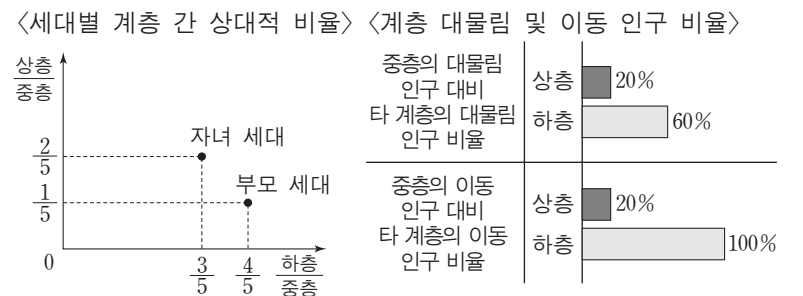 〈세대별 계층 간 상대적 비율〉
상층
중층
2
5
1
5
자녀 세대
부모 세대
0
3
5
4
5
하층
중층
〈계층 대물림 및 이동 인구 비율〉
중층의 대물림
인구 대비
타 계층의 대물림
인구 비율
상층
20%
하층
60%
중층의 이동
인구 대비
타 계층의 이동
인구 비율
상층
20%
하층
100%